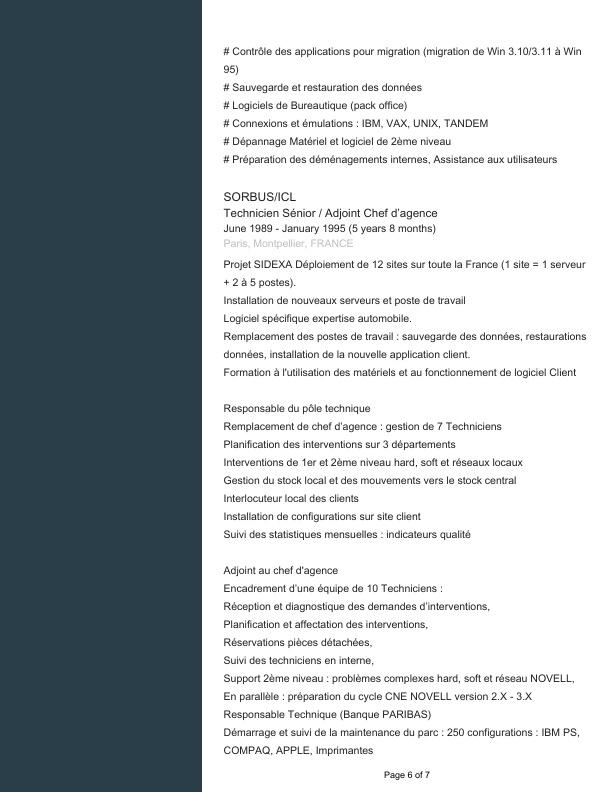 # Contrôle des applications pour migration (migration de Win 3.10/3.11 à Win
95)
# Sauvegarde et restauration des données
# Logiciels de Bureautique (pack office)
# Connexions et émulations : IBM, VAX, UNIX, TANDEM
# Dépannage Matériel et logiciel de 2ème niveau
# Préparation des déménagements internes, Assistance aux utilisateurs
SORBUS/ICL
Technicien Sénior / Adjoint Chef d’agence
June 1989 - January 1995 (5 years 8 months)
Paris, Montpellier, FRANCE
Projet SIDEXA Déploiement de 12 sites sur toute la France (1 site = 1 serveur
+ 2 à 5 postes).
Installation de nouveaux serveurs et poste de travail
Logiciel spécifique expertise automobile.
Remplacement des postes de travail : sauvegarde des données, restaurations
données, installation de la nouvelle application client.
Formation à l'utilisation des matériels et au fonctionnement de logiciel Client
Responsable du pôle technique
Remplacement de chef d’agence : gestion de 7 Techniciens
Planification des interventions sur 3 départements
Interventions de 1er et 2ème niveau hard, soft et réseaux locaux
Gestion du stock local et des mouvements vers le stock central
Interlocuteur local des clients
Installation de configurations sur site client
Suivi des statistiques mensuelles : indicateurs qualité
Adjoint au chef d'agence
Encadrement d’une équipe de 10 Techniciens :
Réception et diagnostique des demandes d’interventions,
Planification et affectation des interventions,
Réservations pièces détachées,
Suivi des techniciens en interne,
Support 2ème niveau : problèmes complexes hard, soft et réseau NOVELL,
En parallèle : préparation du cycle CNE NOVELL version 2.X - 3.X
Responsable Technique (Banque PARIBAS)
Démarrage et suivi de la maintenance du parc : 250 configurations : IBM PS,
COMPAQ, APPLE, Imprimantes
Page 6 of 7